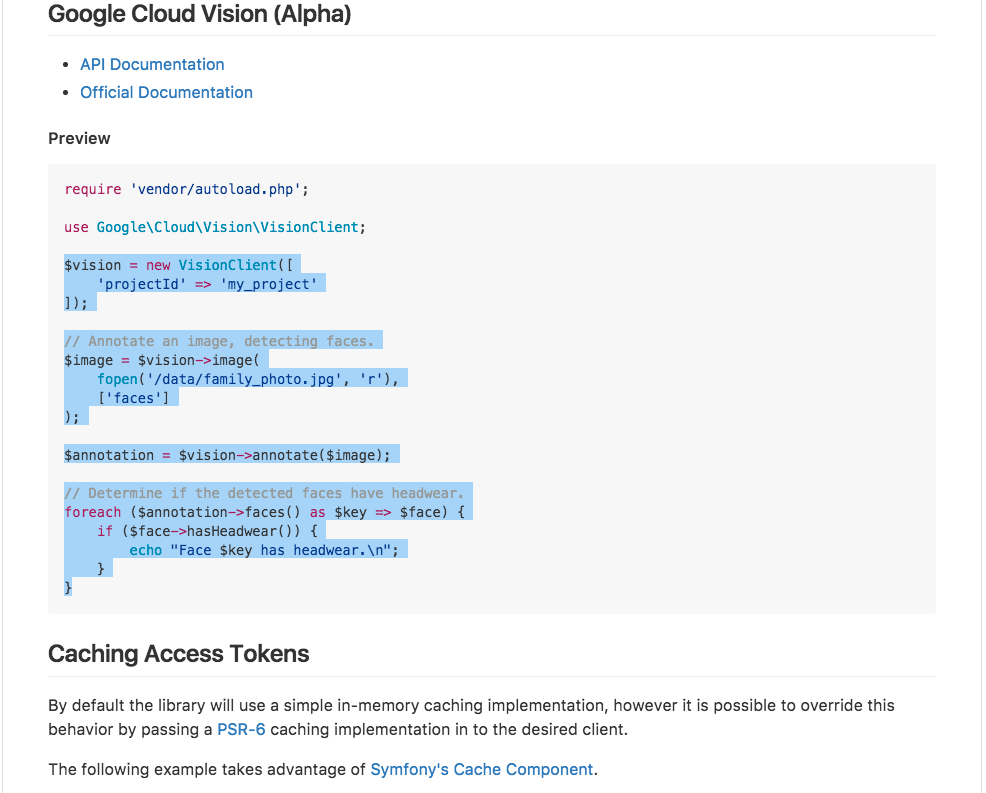 Google Cloud Vision (Alpha)
API Documentation
Official Documentation
Preview
require 'vendor/autoload.php';
use Google\Cloud\Vision\VisionClient;
$vision = new VisionClient([
    'projectId' => 'my_project'
]);
// Annotate an image, detecting faces.
$image = $vision->image(
    fopen('/data/family_photo.jpg', 'r'),
    ['faces']
);
$annotation = $vision->annotate($image);
// Determine if the detected faces have headwear.
foreach ($annotation->faces() as $key => $face) {
    if ($face->hasHeadwear()) {
        echo "Face $key has headwear.\n";
    }
}
Caching Access Tokens
By default the library will use a simple in-memory caching implementation, however it is possible to override this
behavior by passing a PSR-6 caching implementation in to the desired client.
The following example takes advantage of Symfony's Cache Component.